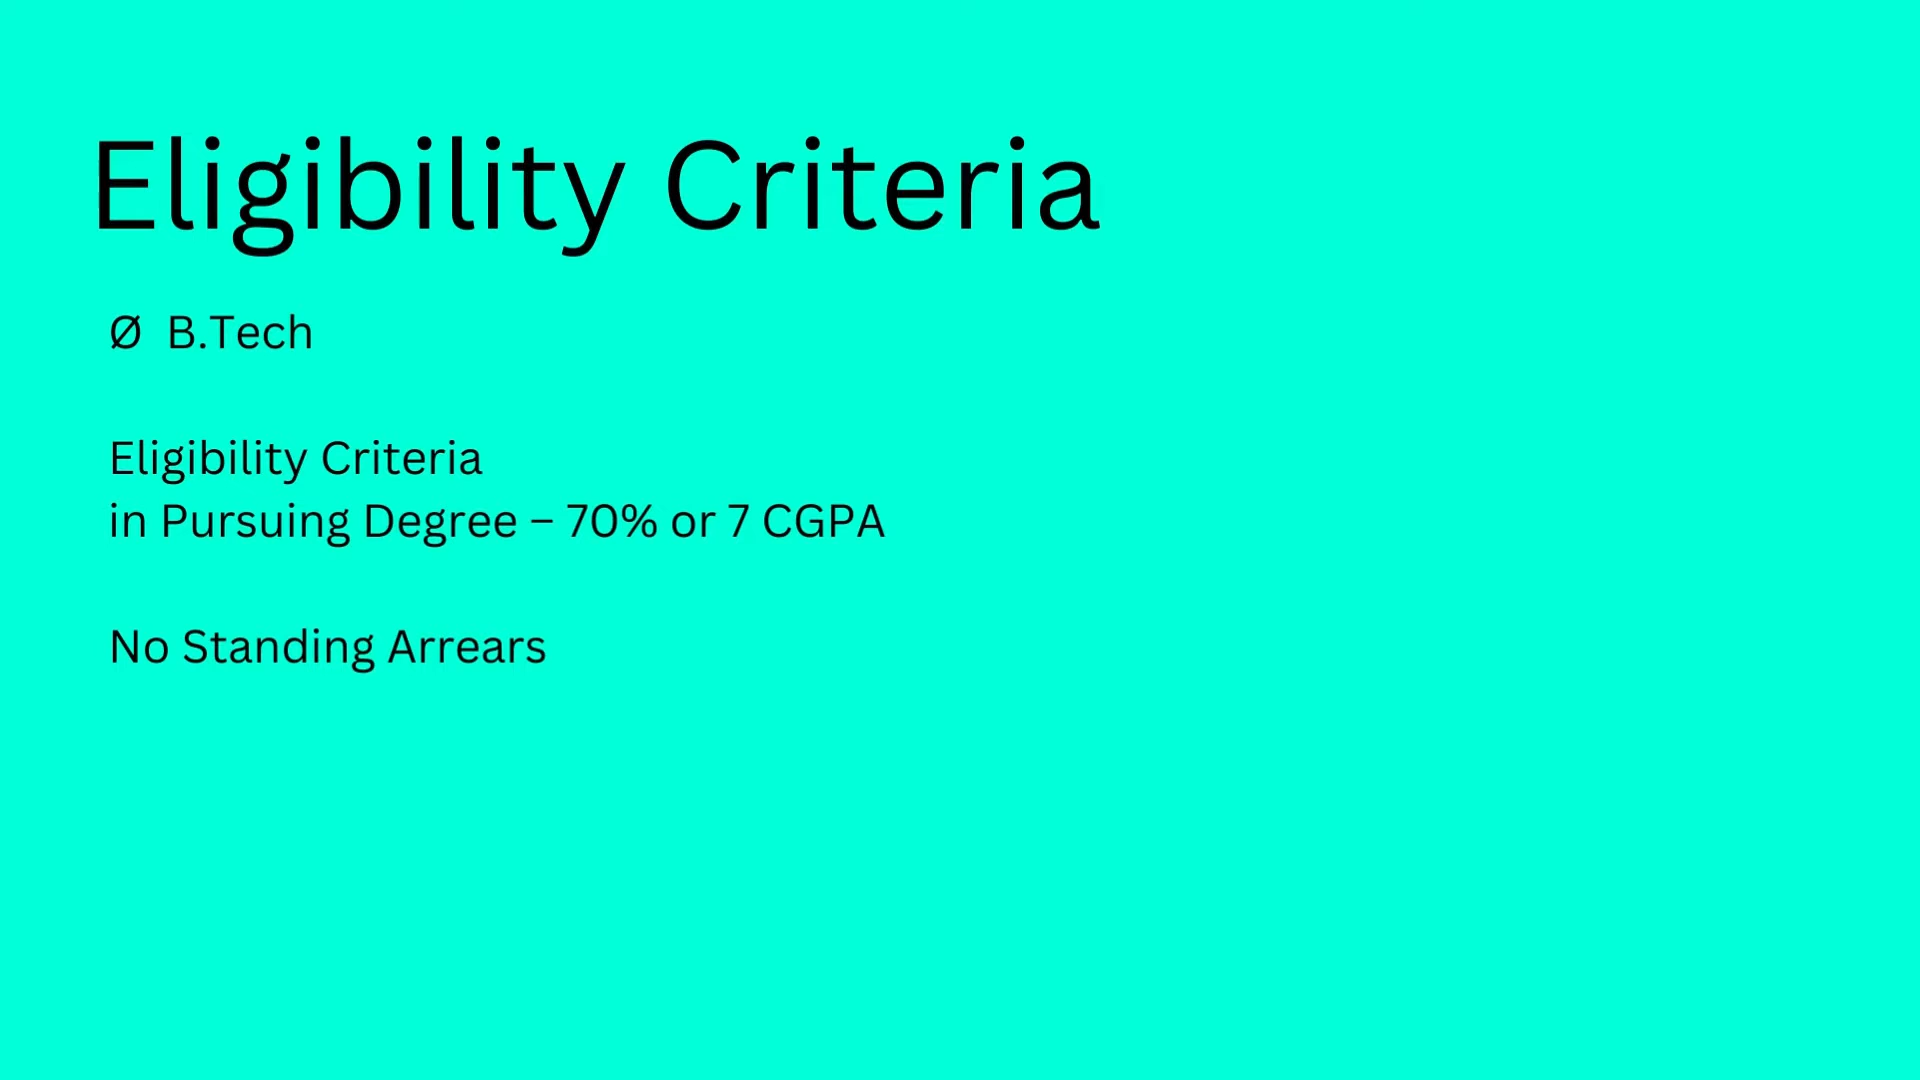 Eligibility Criteria
Ø B.Tech
Eligibility Criteria
in Pursuing Degree – 70% or 7 CGPA
No Standing Arrears